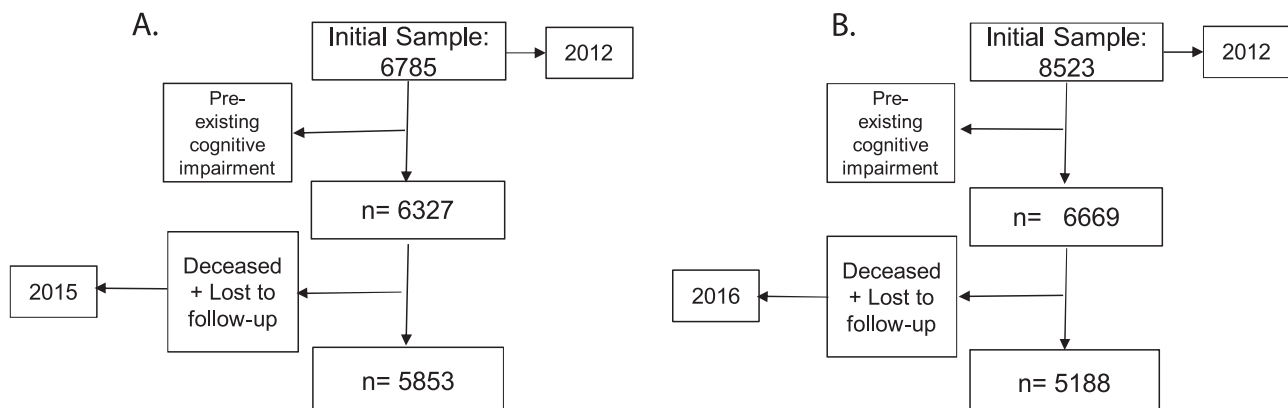 A.
Initial Sample:
6785
2012
Pre-
existing
cognitive
impairment
n= 6327
Deceased
+ Lost to
follow-up
2015
n= 5853
B.
Initial Sample:
8523
2012
Pre-
existing
cognitive
impairment
n= 6669
Deceased
+ Lost to
follow-up
2016
n= 5188